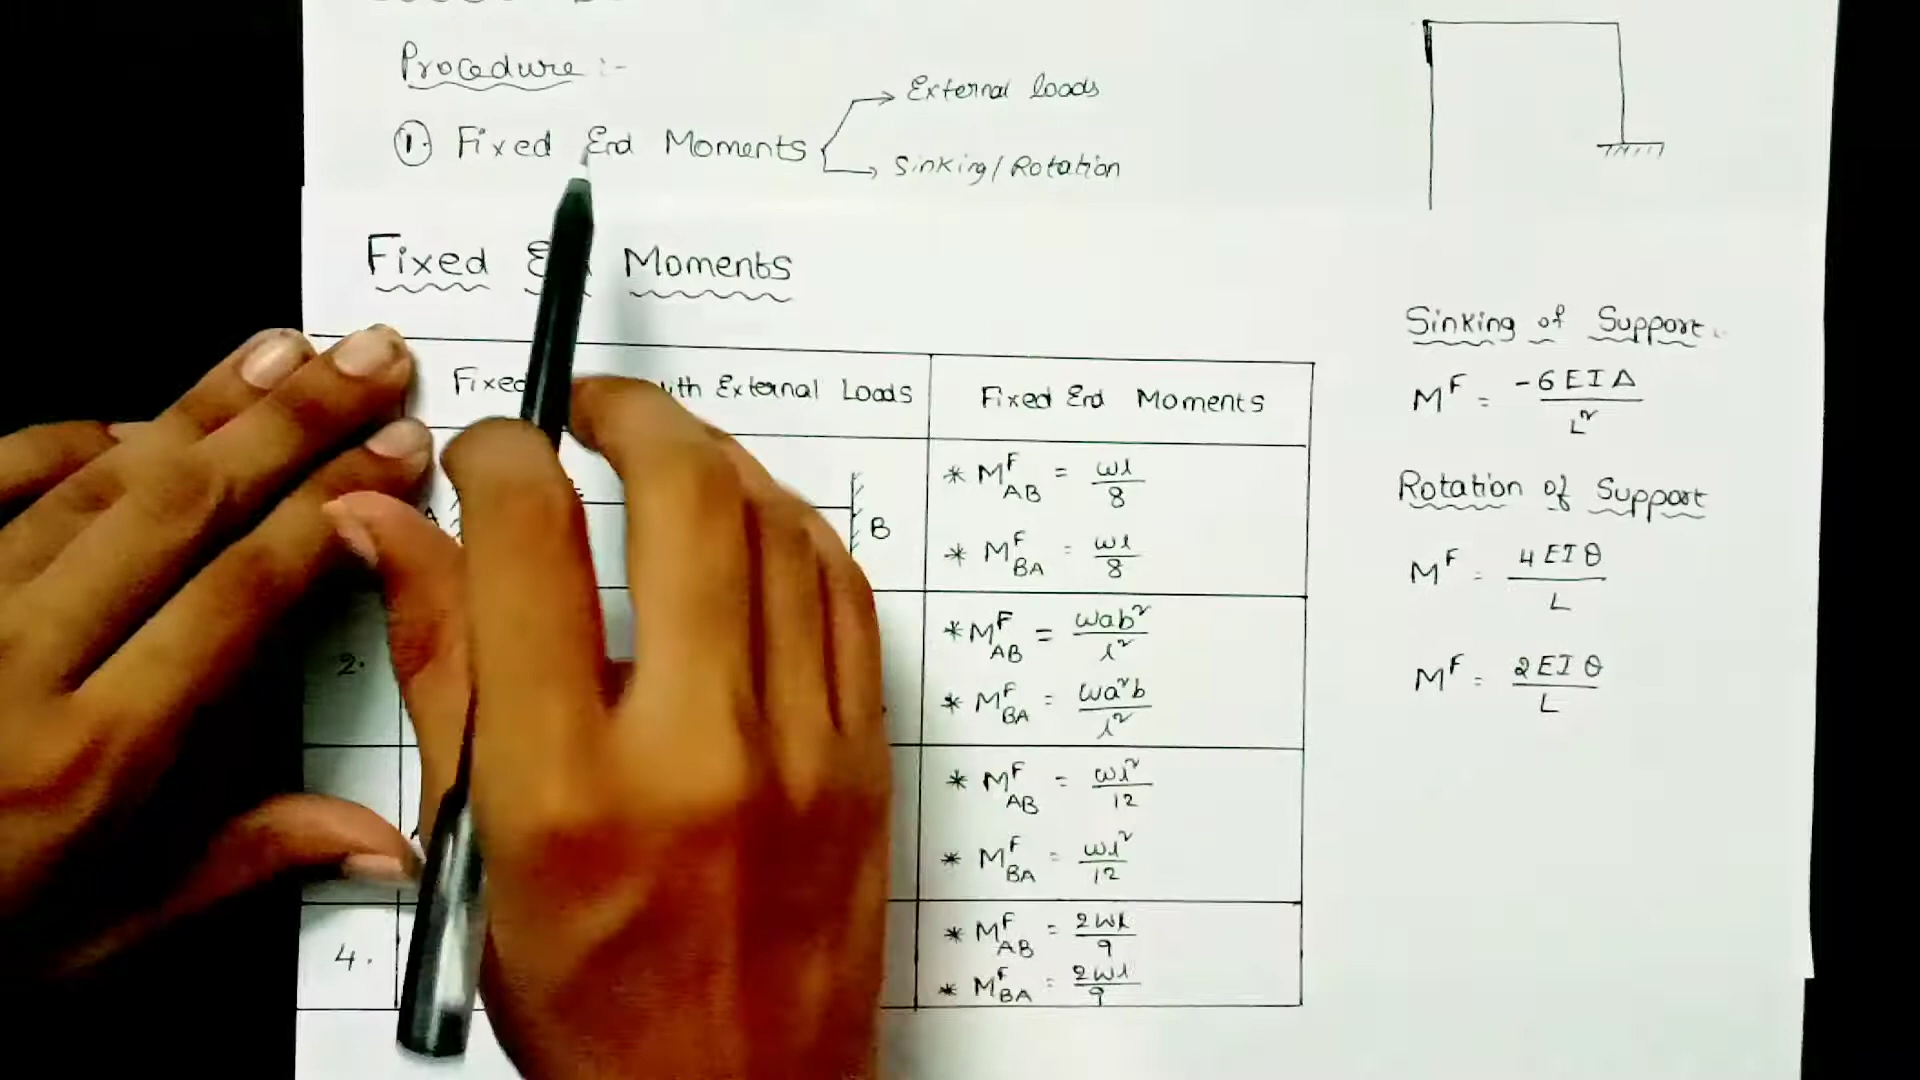 Procedure :-
① Fixed End Moments
External loads
Sinking/Rotation
Fixed Moments
Fixed External Loads
Fixed End Moments
A B
* M^F_AB = wl/8
* M^F_BA = wl/8
2.
* M^F_AB = wab²/l²
* M^F_BA = wa²b/l²
* M^F_AB = wl²/12
* M^F_BA = wl²/12
4.
* M^F_AB = 2wl/9
* M^F_BA = 2wl/9
Sinking of Support
M^F = -6EIΔ/L²
Rotation of Support
M^F = 4EIθ/L
M^F = 2EIθ/L